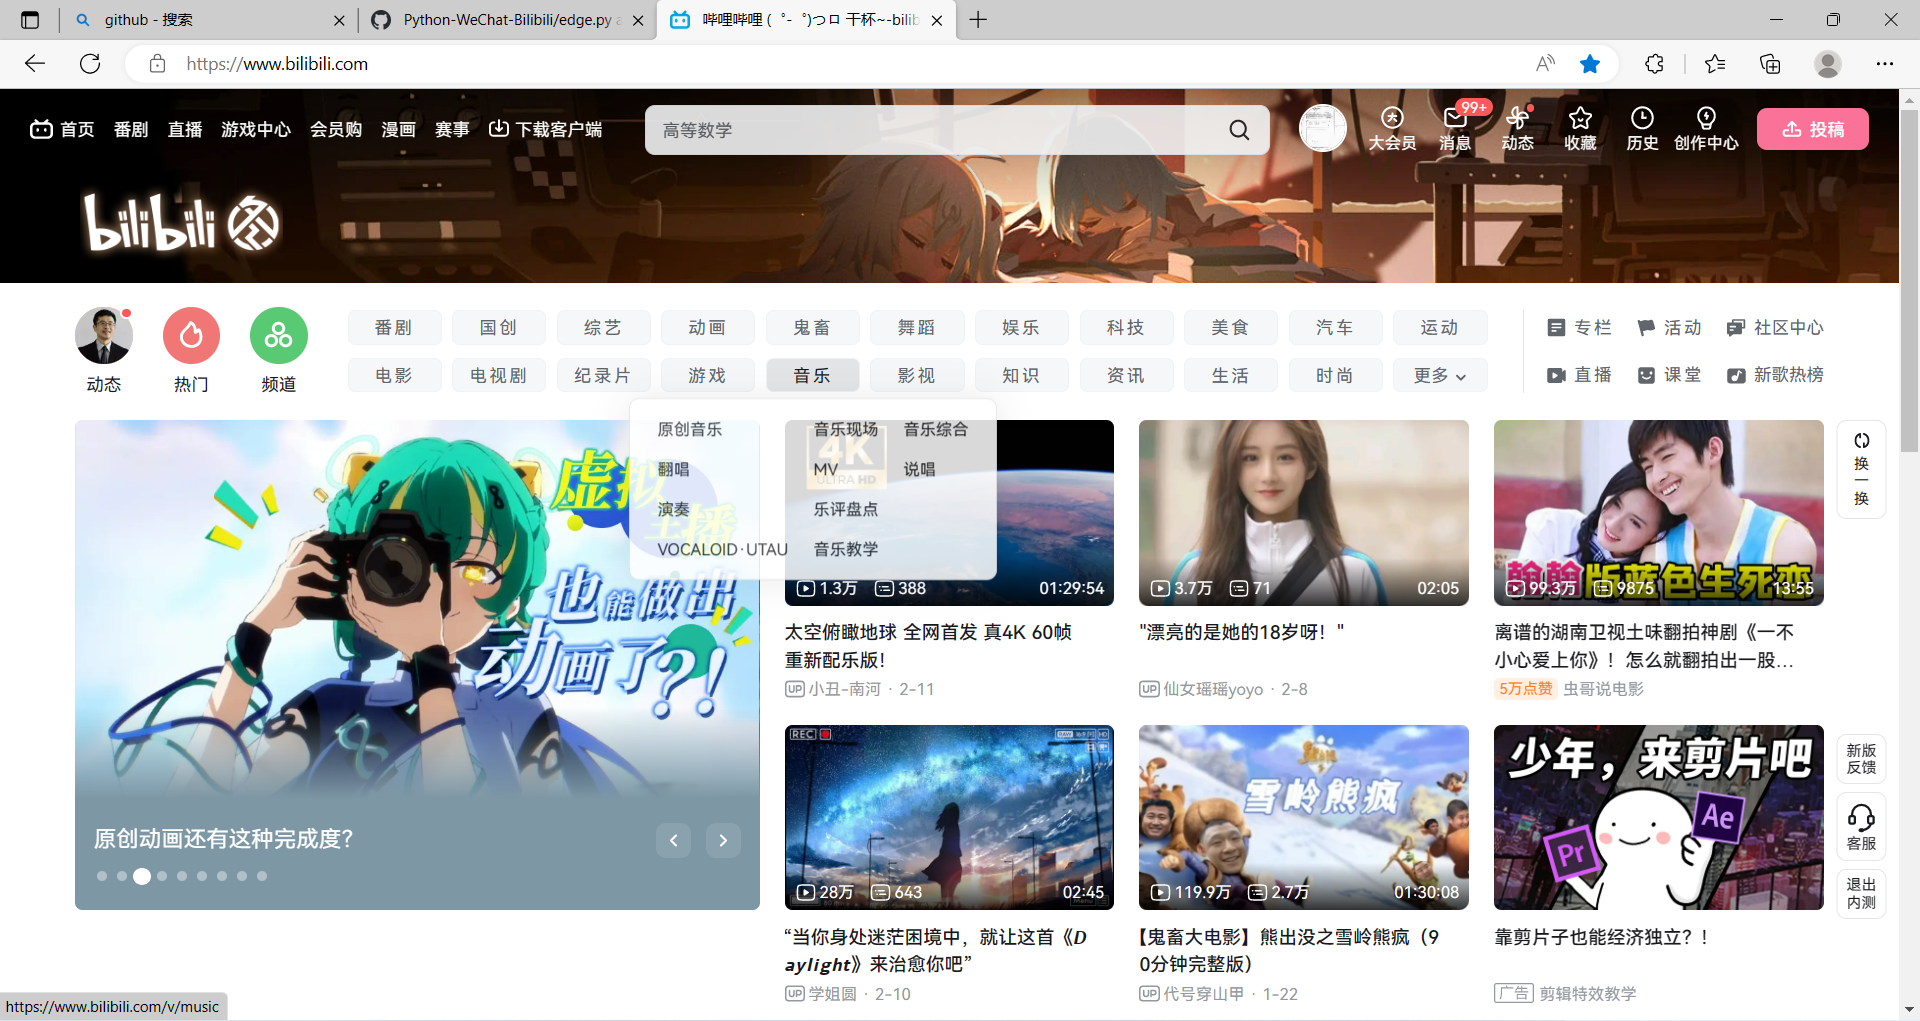 github - 搜索
Python-WeChat-Bilibili/edge.py a
哔哩哔哩 (゜-゜)つロ 干杯~-bilib
https://www.bilibili.com
首页 番剧 直播 游戏中心 会员购 漫画 赛事 下载客户端
高等数学
大会员 99+ 消息 动态 收藏 历史 创作中心 投稿
bilibili
动态 热门 频道
番剧 国创 综艺 动画 鬼畜 舞蹈 娱乐 科技 美食 汽车 运动
电影 电视剧 纪录片 游戏 音乐 影视 知识 资讯 生活 时尚 更多
专栏 活动 社区中心
直播 课堂 新歌热榜
原创音乐 音乐现场 音乐综合
翻唱 MV 说唱
演奏 乐评盘点
VOCALOID·UTAU 音乐教学
虚拟
主播
也能做出
动画了?!
原创动画还有这种完成度?
4K
ULTRA HD
1.3万 388 01:29:54
太空俯瞰地球 全网首发 真4K 60帧
重新配乐版!
UP 小丑-南河 · 2-11
3.7万 71 02:05
"漂亮的是她的18岁呀！"
UP 仙女瑶瑶yoyo · 2-8
翰翰版蓝色生死恋
99.3万 9875 13:55
离谱的湖南卫视土味翻拍神剧《一不
小心爱上你》！怎么就翻拍出一股...
5万点赞 虫哥说电影
换一换
REC
28万 643 02:45
“当你身处迷茫困境中，就让这首《D
aylight》来治愈你吧”
UP 学姐圆 · 2-10
雪岭熊疯
119.9万 2.7万 01:30:08
【鬼畜大电影】熊出没之雪岭熊疯（9
0分钟完整版）
UP 代号穿山甲 · 1-22
少年，来剪片吧
Pr
Ae
靠剪片子也能经济独立？！
广告 剪辑特效教学
新版
反馈
客服
退出
内测
https://www.bilibili.com/v/music